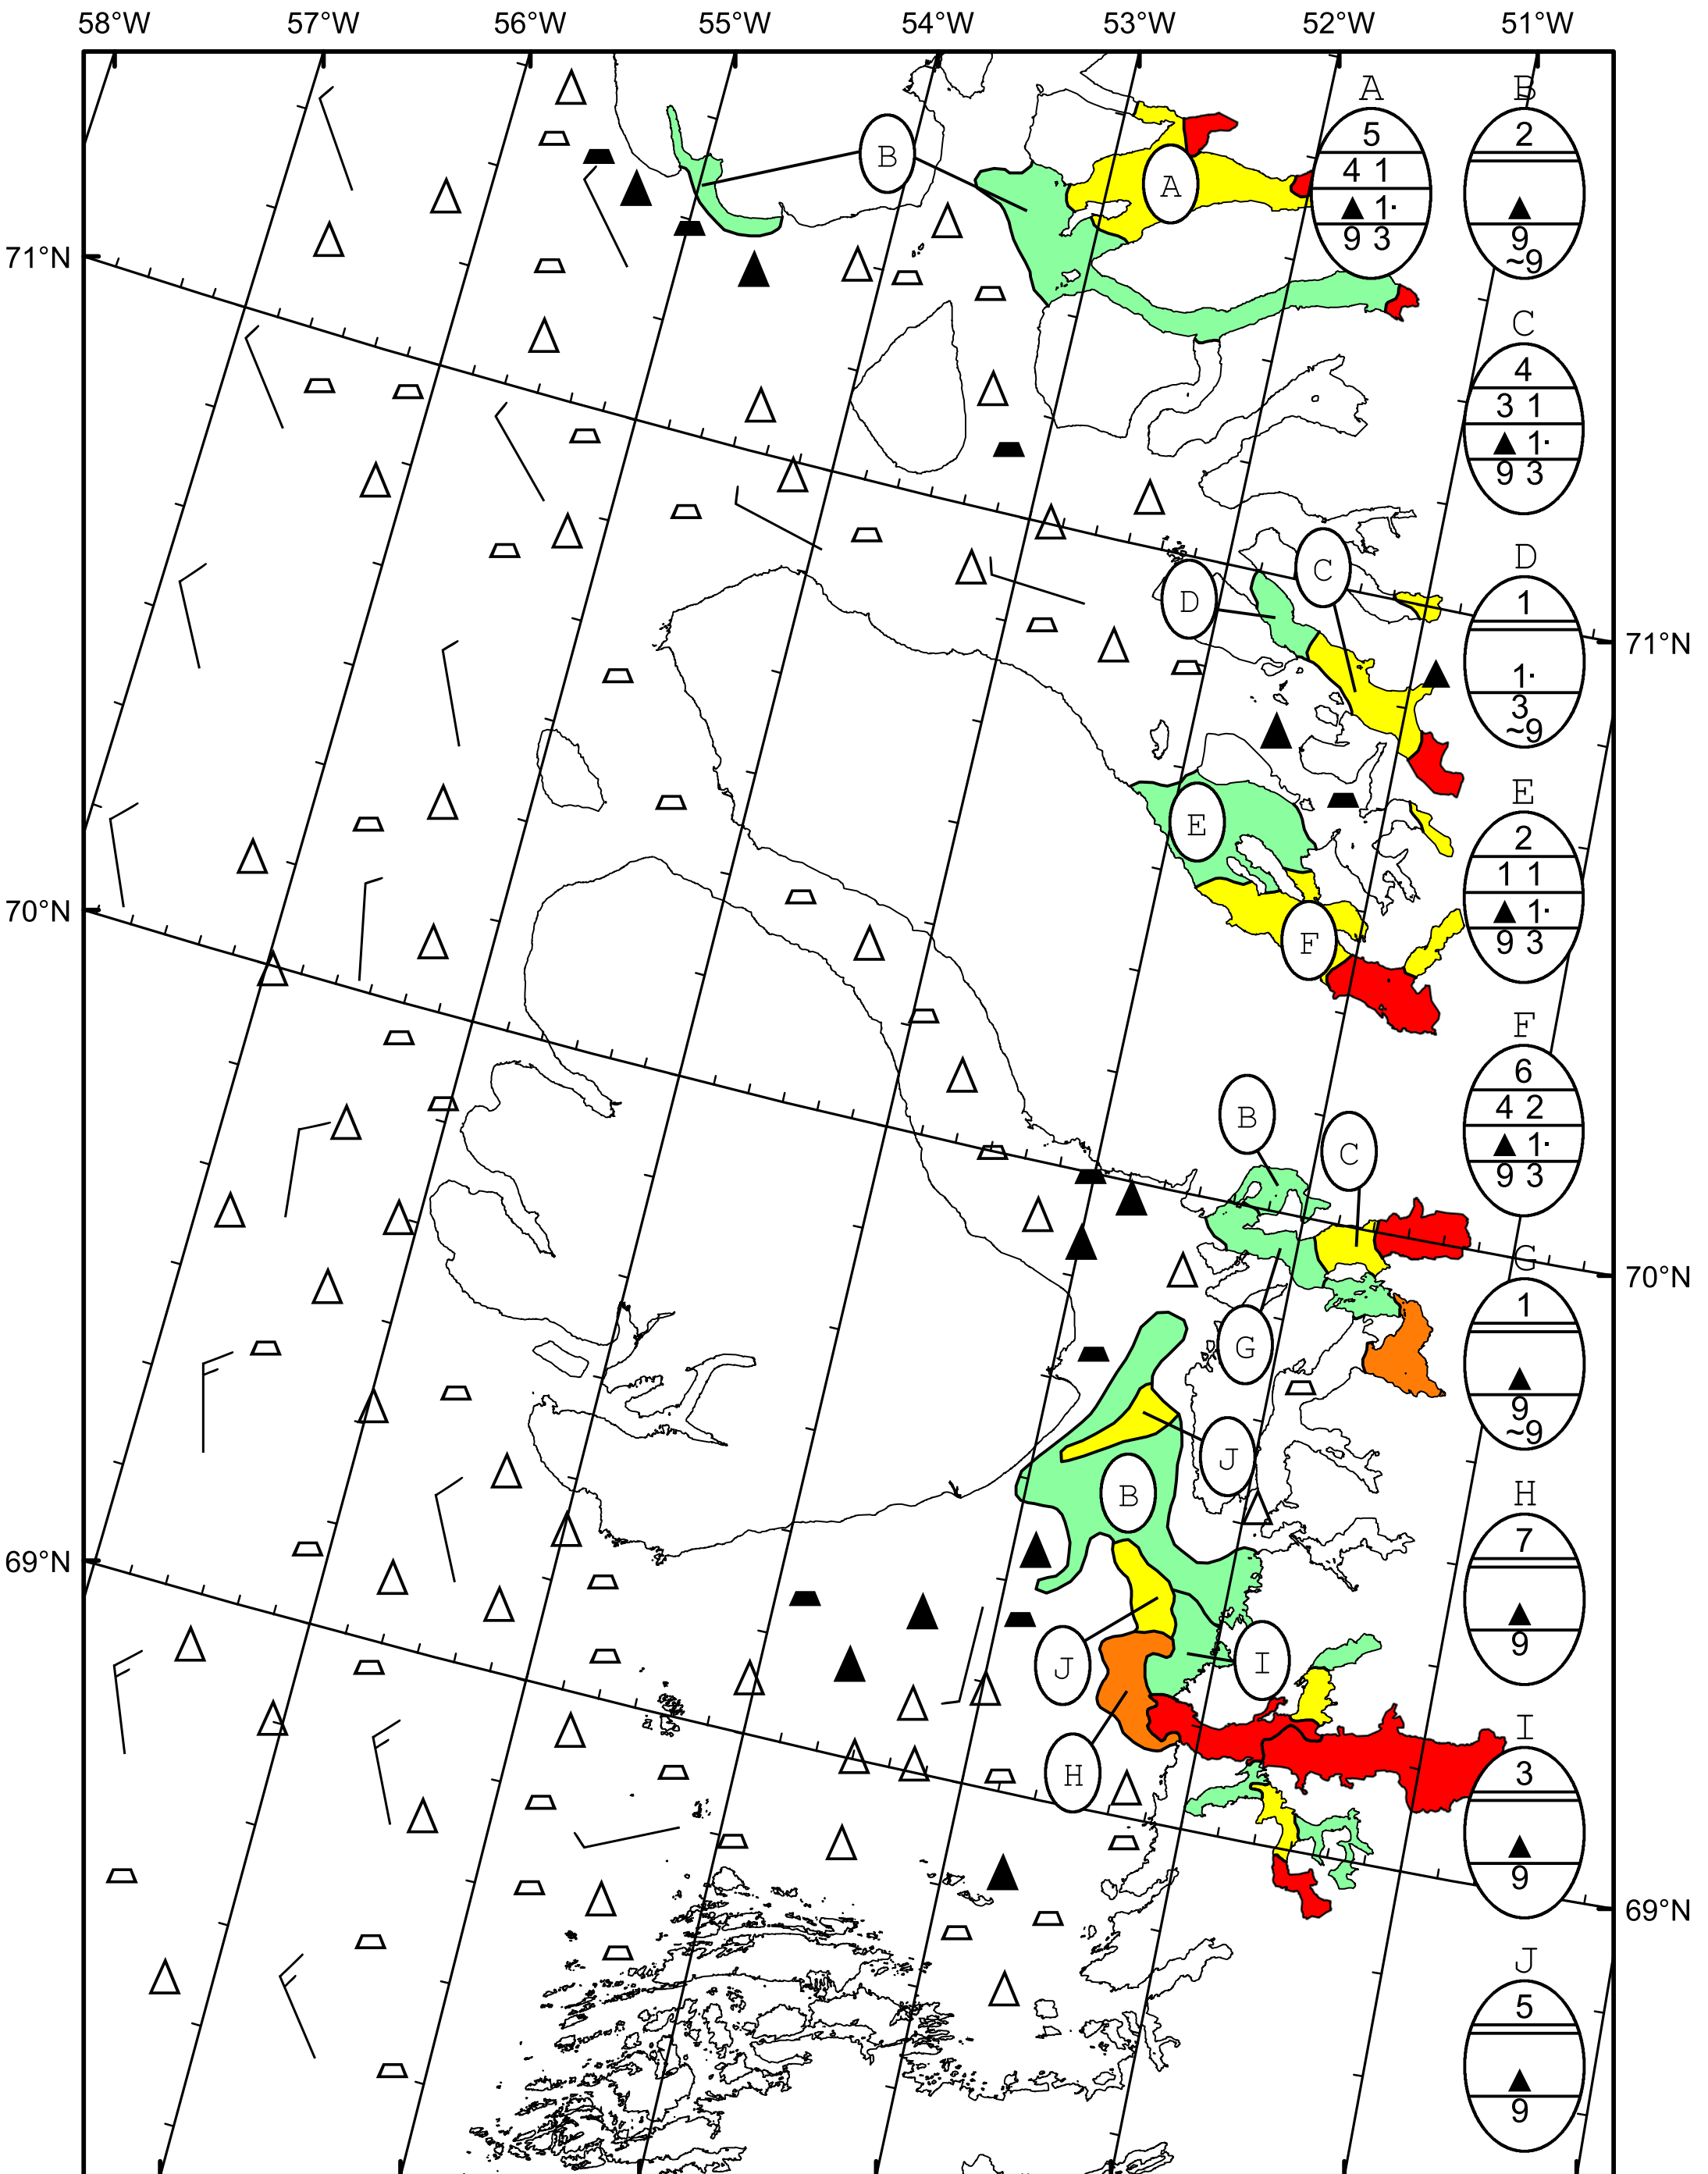 58°W 57°W 56°W 55°W 54°W 53°W 52°W 51°W
A
5
4 1
▲ 1·
9 3
B
2
▲
9
~9
B
A
71°N
C
4
3 1
▲ 1·
9 3
D
C
D
1
1·
3
~9
71°N
E
E
2
1 1
▲ 1·
9 3
70°N
F
F
6
4 2
▲ 1·
9 3
B
C
G
G
1
▲
9
~9
70°N
J
B
H
7
▲
9
69°N
J
I
H
I
3
▲
9
69°N
J
5
▲
9